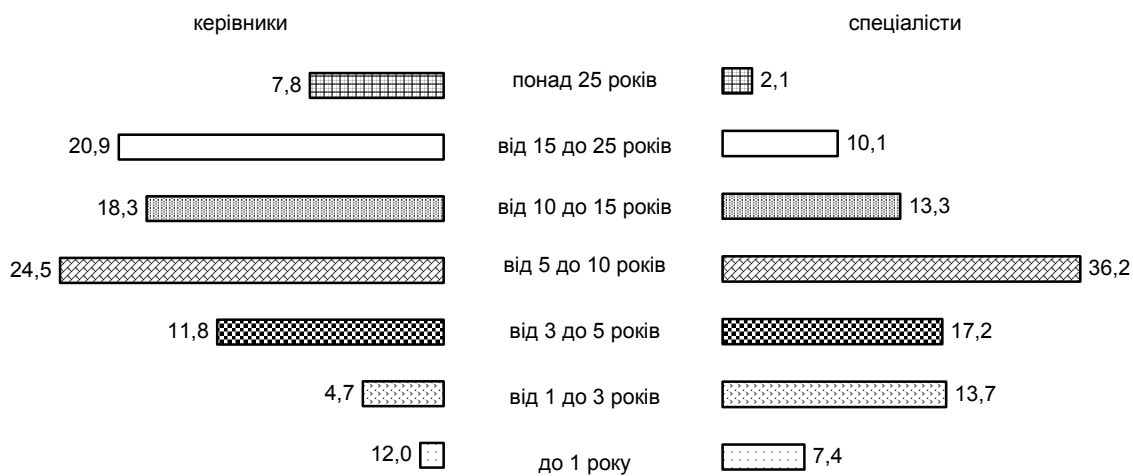 керівники спеціалісти
7,8 понад 25 років 2,1
20,9 від 15 до 25 років 10,1
18,3 від 10 до 15 років 13,3
24,5 від 5 до 10 років 36,2
11,8 від 3 до 5 років 17,2
4,7 від 1 до 3 років 13,7
12,0 до 1 року 7,4